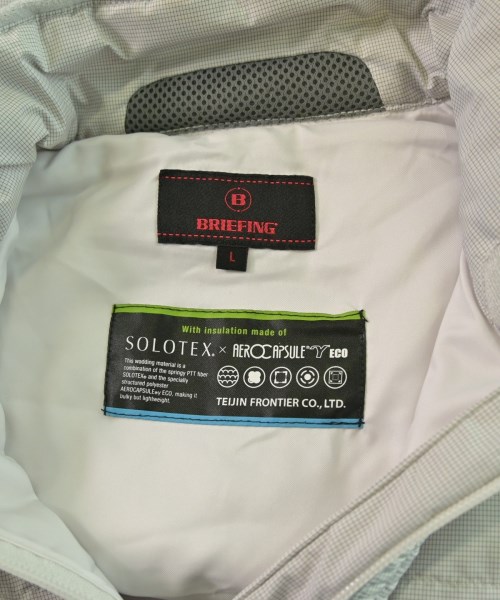 B
BRIEFING
L
With insulation made of
SOLOTEX® × AEROCAPSULE®Y ECO
This wadding material is a
combination of the springy PTT fiber
SOLOTEX® and the specially
structured polyester
AEROCAPSULE®Y ECO, making it
bulky but lightweight.
TEIJIN FRONTIER CO., LTD.